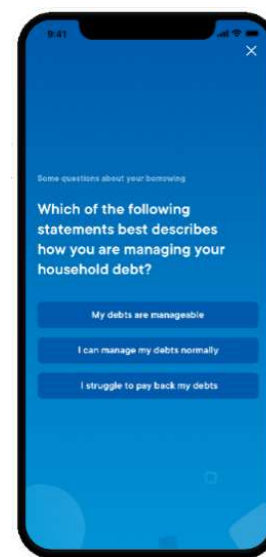 9:41
Some questions about your borrowing
Which of the following
statements best describes
how you are managing your
household debt?
My debts are manageable
I can manage my debts normally
I struggle to pay back my debts